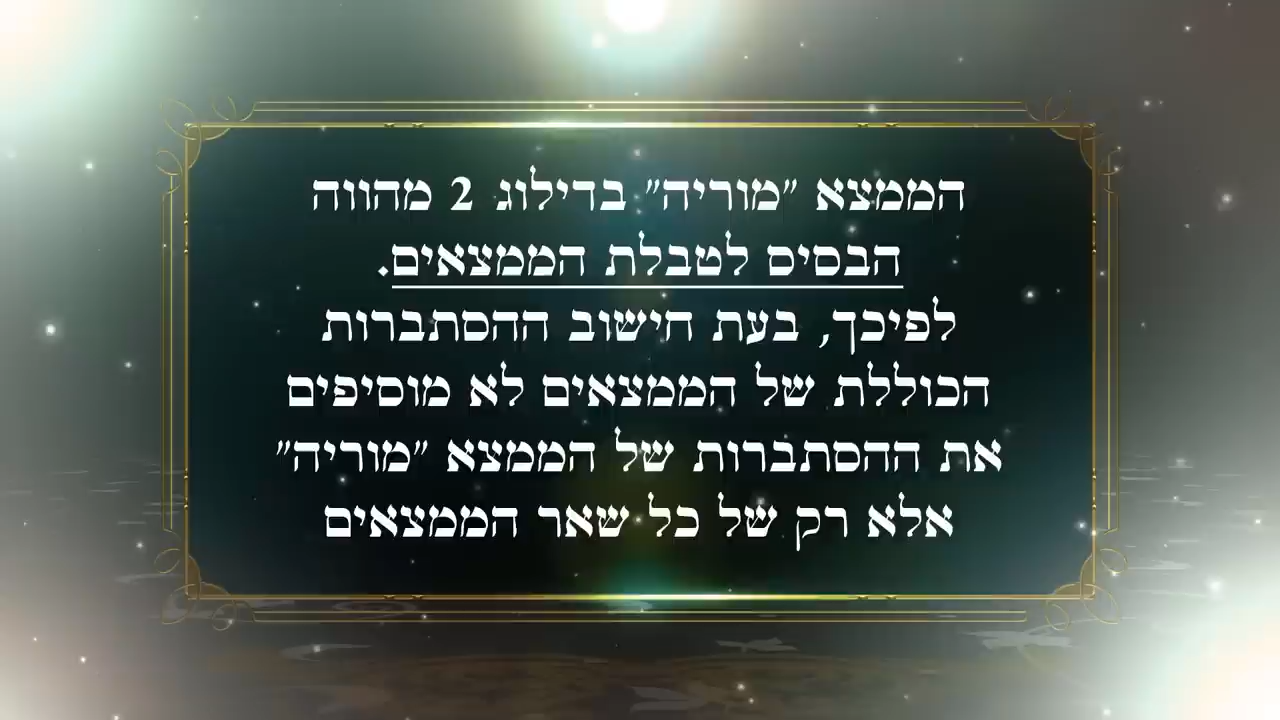 הממצא ״מוריה״ בדילוג 2 מהווה
הבסיס לטבלת הממצאים.
לפיכך, בעת חישוב ההסתברות
הכוללת של הממצאים לא מוסיפים
את ההסתברות של הממצא ״מוריה״
אלא רק של כל שאר הממצאים